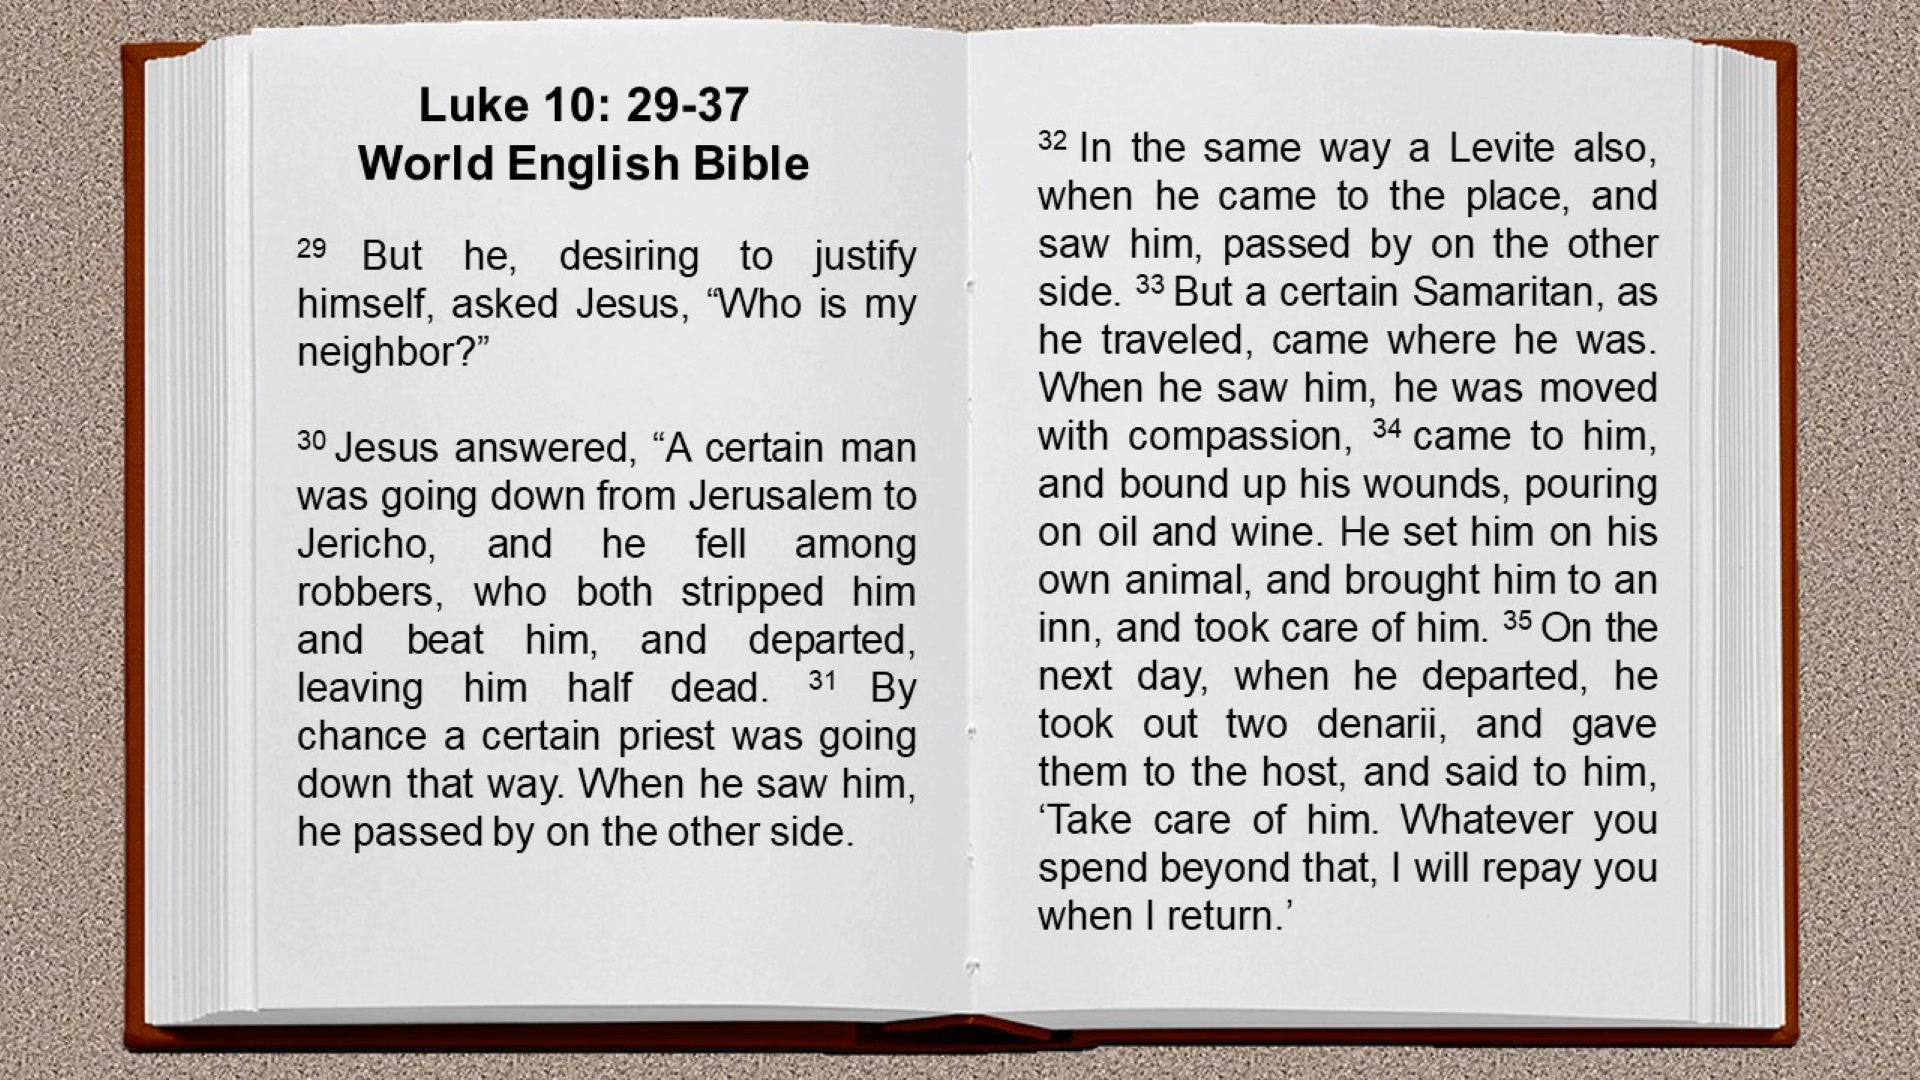 Luke 10: 29-37
World English Bible
29 But he, desiring to justify
himself, asked Jesus, “Who is my
neighbor?”
30 Jesus answered, “A certain man
was going down from Jerusalem to
Jericho, and he fell among
robbers, who both stripped him
and beat him, and departed,
leaving him half dead. 31 By
chance a certain priest was going
down that way. When he saw him,
he passed by on the other side.
32 In the same way a Levite also,
when he came to the place, and
saw him, passed by on the other
side. 33 But a certain Samaritan, as
he traveled, came where he was.
When he saw him, he was moved
with compassion, 34 came to him,
and bound up his wounds, pouring
on oil and wine. He set him on his
own animal, and brought him to an
inn, and took care of him. 35 On the
next day, when he departed, he
took out two denarii, and gave
them to the host, and said to him,
‘Take care of him. Whatever you
spend beyond that, I will repay you
when I return.’